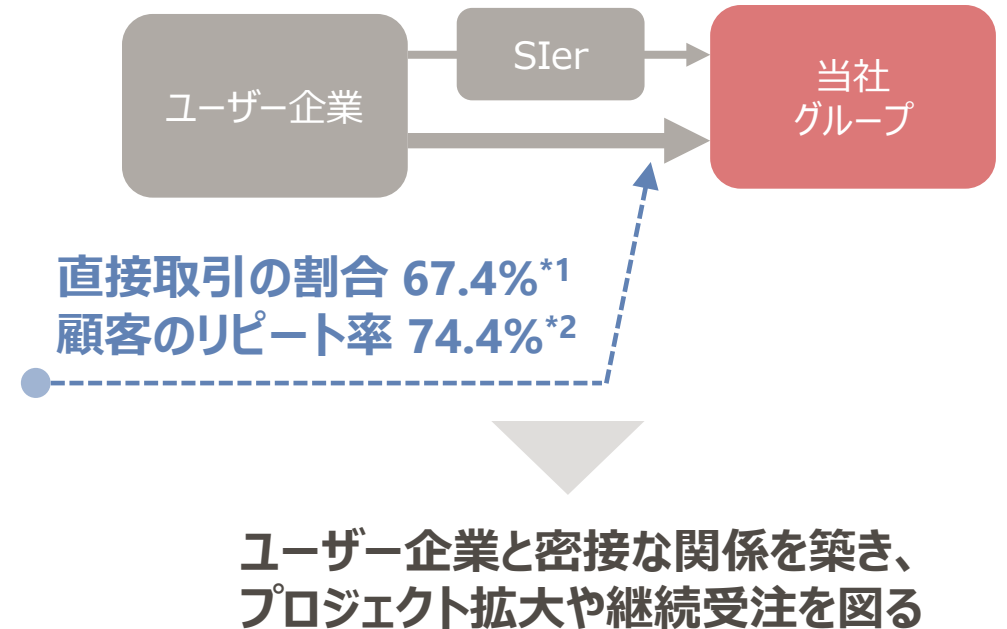 ユーザー企業
SIer
当社
グループ
直接取引の割合 67.4%*1
顧客のリピート率 74.4%*2
ユーザー企業と密接な関係を築き、
プロジェクト拡大や継続受注を図る